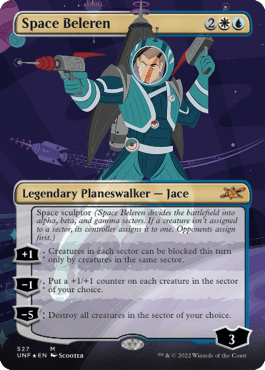 Space Beleren 2
Legendary Planeswalker — Jace
Space sculptor (Space Beleren divides the battlefield into
alpha, beta, and gamma sectors. If a creature isn't assigned
to a sector, its controller assigns it to one. Opponents assign
first.)
+1 : Creatures in each sector can be blocked this turn
only by creatures in the same sector.
-1 : Put a +1/+1 counter on each creature in the sector
of your choice.
-5 : Destroy all creatures in the sector of your choice.
3
527 M
UNF★EN SCOOTER
™ & © 2022 Wizards of the Coast